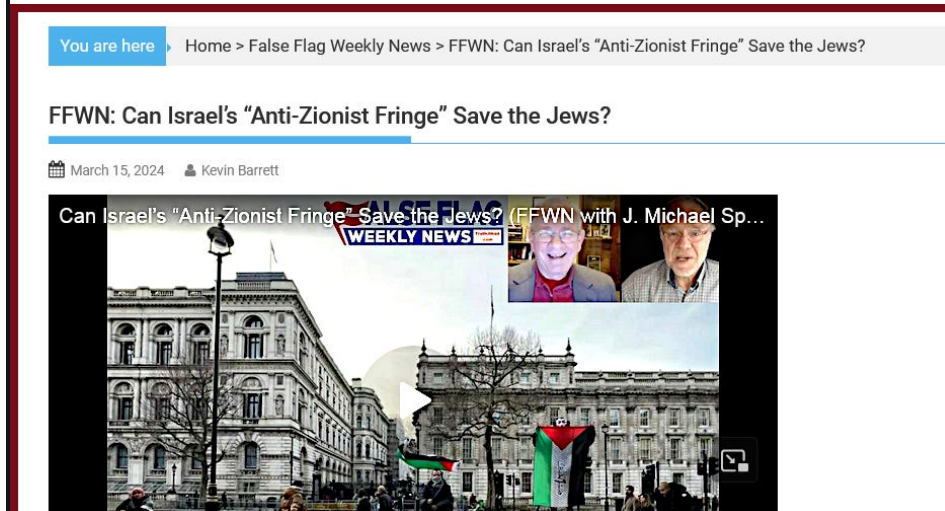 You are here
Home > False Flag Weekly News > FFWN: Can Israel's “Anti-Zionist Fringe” Save the Jews?
FFWN: Can Israel's “Anti-Zionist Fringe” Save the Jews?
March 15, 2024 Kevin Barrett
Can Israel's “Anti-Zionist Fringe” Save the Jews? (FFWN with J. Michael Sp...
ALSE FLAG
WEEKLY NEWS